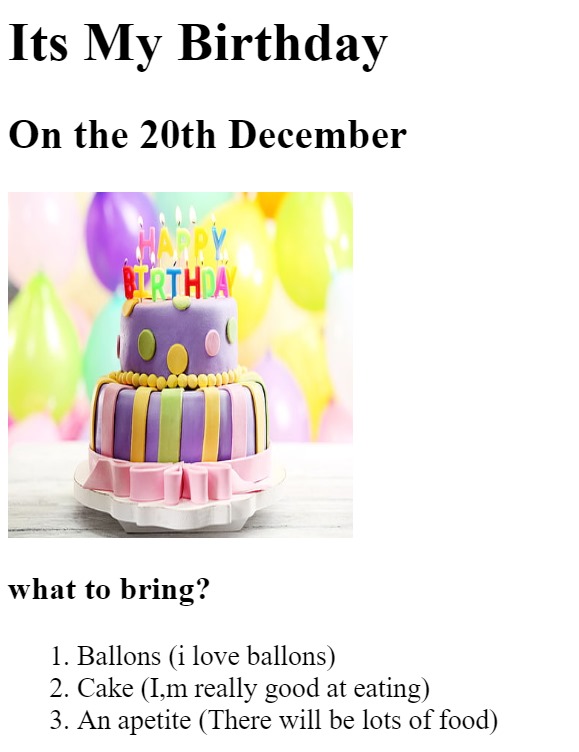 Its My Birthday
On the 20th December
HAPPY
BIRTHDAY
what to bring?
1. Ballons (i love ballons)
2. Cake (I,m really good at eating)
3. An apetite (There will be lots of food)